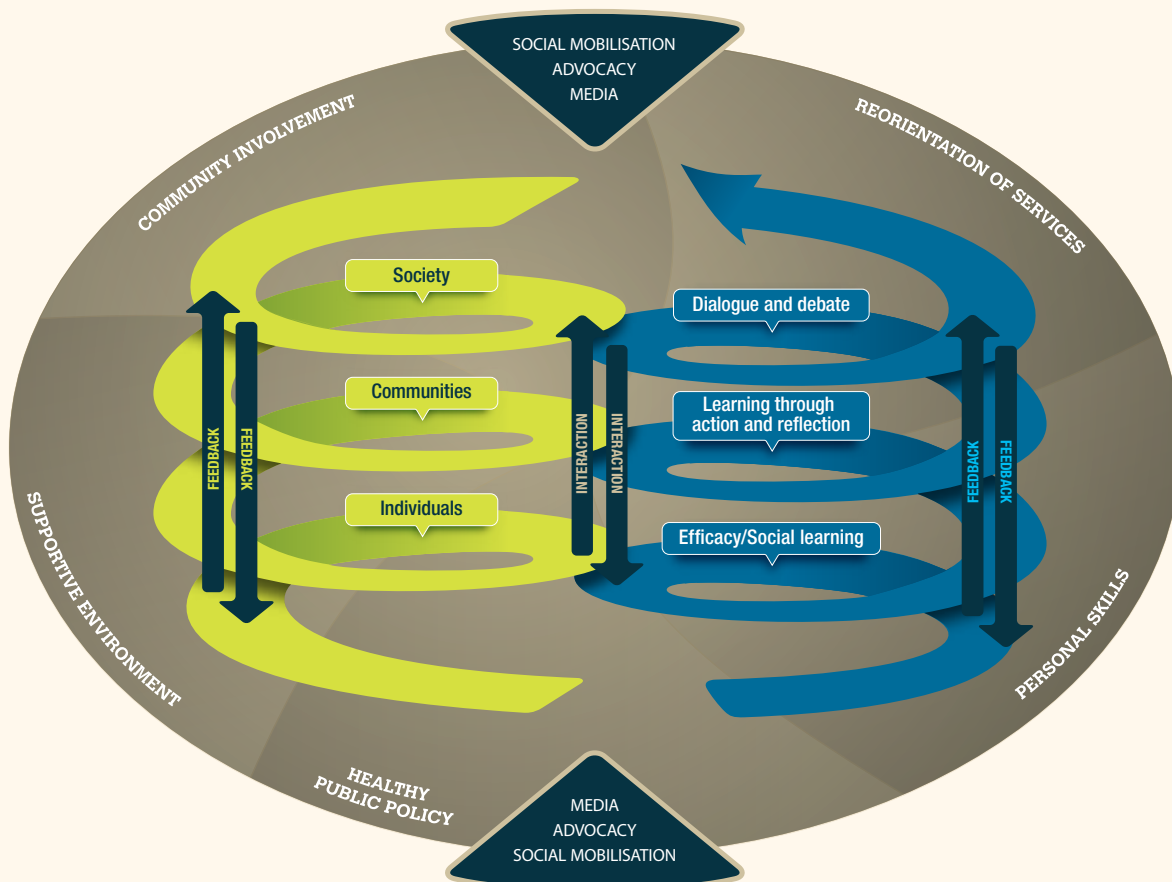 SOCIAL MOBILISATION
ADVOCACY
MEDIA
COMMUNITY INVOLVEMENT
REORIENTATION OF SERVICES
Society
Dialogue and debate
Communities
Learning through
action and reflection
FEEDBACK
FEEDBACK
INTERACTION
INTERACTION
FEEDBACK
FEEDBACK
Individuals
Efficacy/Social learning
SUPPORTIVE ENVIRONMENT
PERSONAL SKILLS
HEALTHY
PUBLIC POLICY
MEDIA
ADVOCACY
SOCIAL MOBILISATION